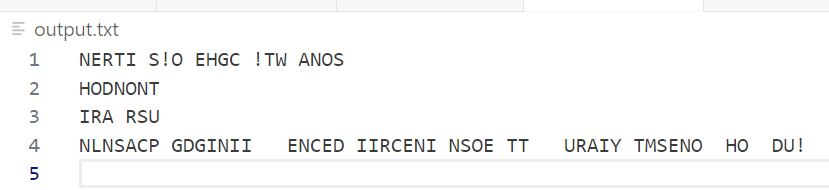 output.txt
1 NERTI S!O EHGC !TW ANOS
2 HODNONT
3 IRA RSU
4 NLNSACP GDGINII   ENCED IIRCENI NSOE TT   URAIY TMSENO  HO  DU!
5